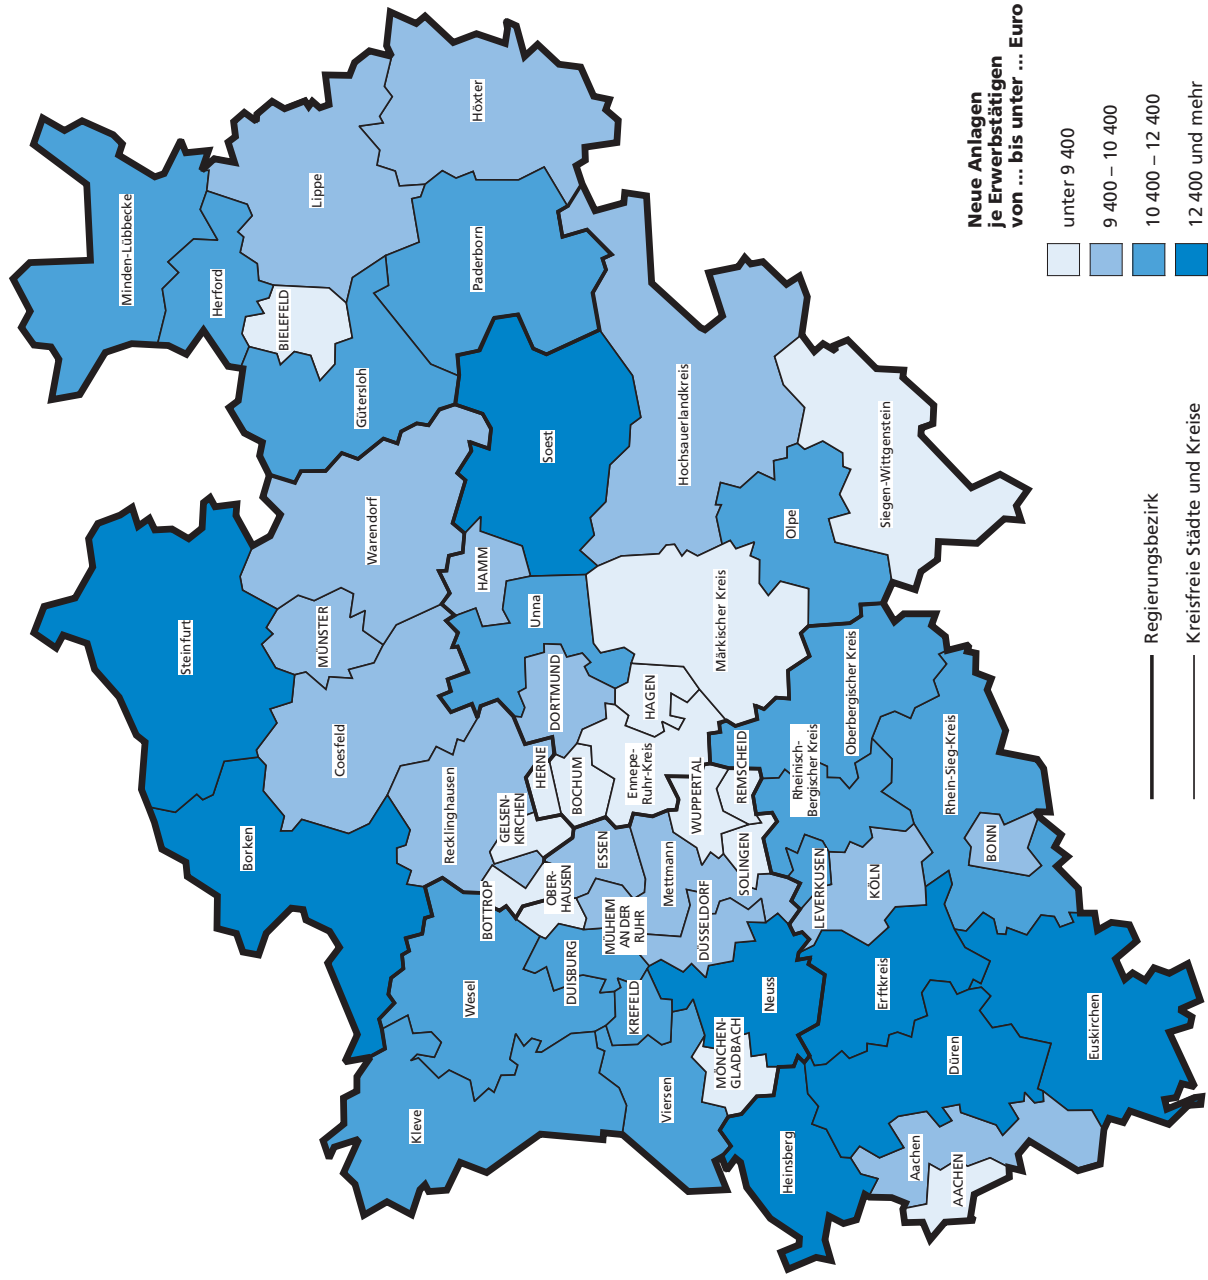 Minden-Lübbecke
Herford
Lippe
Höxter
BIELEFELD
Gütersloh
Paderborn
Steinfurt
Warendorf
MÜNSTER
Coesfeld
Borken
Soest
HAMM
Unna
Hochsauerlandkreis
Siegen-Wittgenstein
Olpe
Märkischer Kreis
DORTMUND
HAGEN
Ennepe-
Ruhr-Kreis
HERNE
BOCHUM
Recklinghausen
GELSEN-
KIRCHEN
BOTTROP
OBER-
HAUSEN
ESSEN
MÜLHEIM
AN DER
RUHR
DUISBURG
Wesel
Kleve
KREFELD
Viersen
Mettmann
WUPPERTAL
REMSCHEID
SOLINGEN
DÜSSELDORF
Neuss
MÖNCHEN-
GLADBACH
Rheinisch-
Bergischer Kreis
Oberbergischer Kreis
LEVERKUSEN
KÖLN
Rhein-Sieg-Kreis
BONN
Erftkreis
Düren
Euskirchen
Heinsberg
Aachen
AACHEN
Neue Anlagen
je Erwerbstätigen
von ... bis unter ... Euro
unter 9 400
9 400 – 10 400
10 400 – 12 400
12 400 und mehr
Regierungsbezirk
Kreisfreie Städte und Kreise